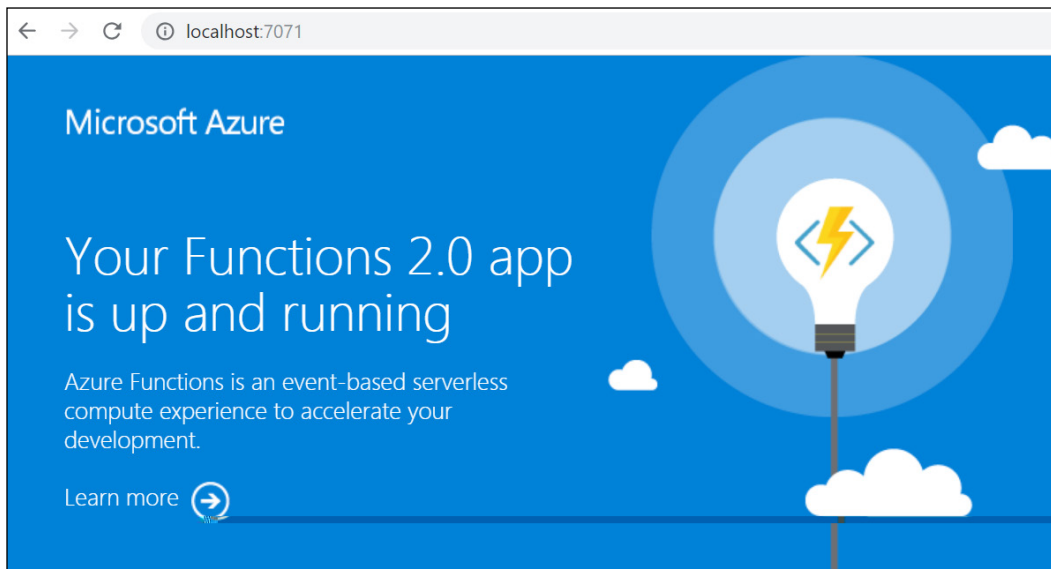 localhost:7071
Microsoft Azure
Your Functions 2.0 app
is up and running
Azure Functions is an event-based serverless
compute experience to accelerate your
development.
Learn more